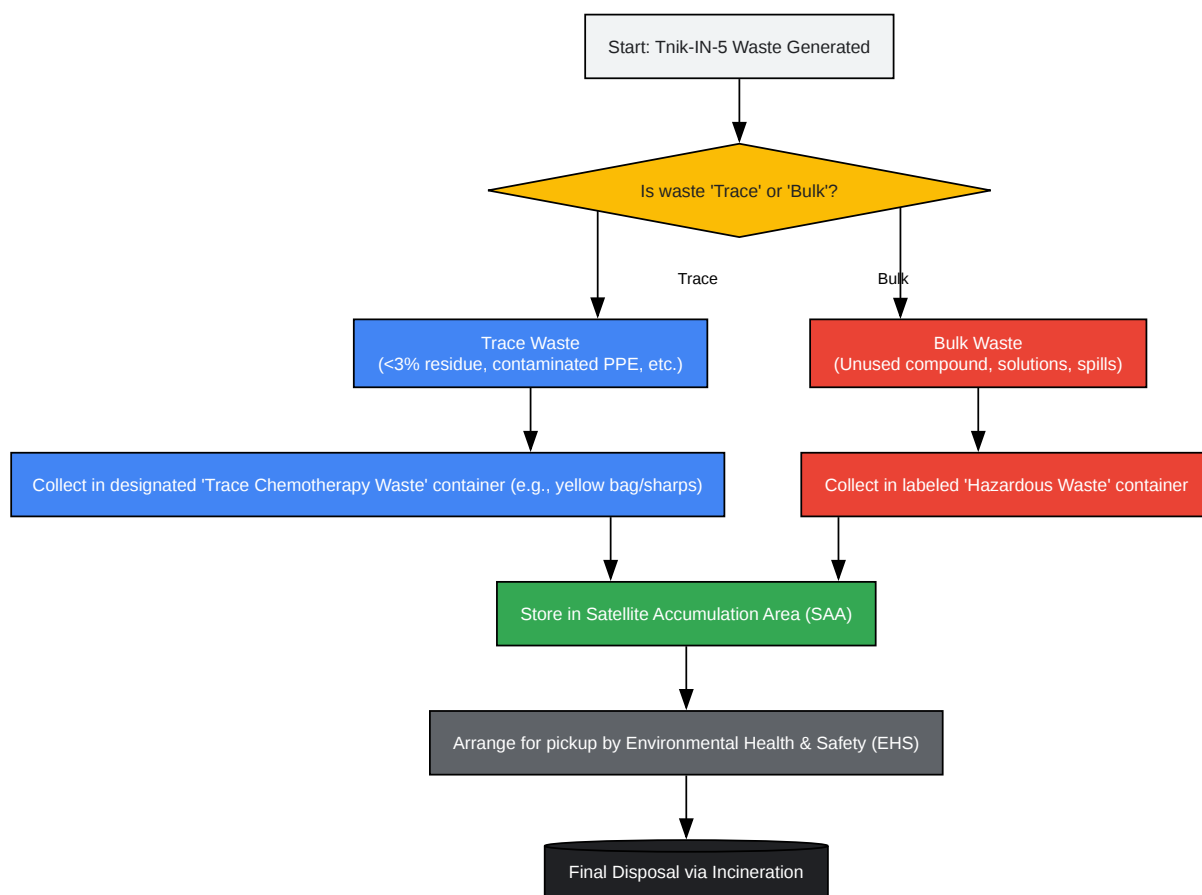 Start: Tnik-IN-5 Waste Generated
Is waste 'Trace' or 'Bulk'?
Trace
Bulk
Trace Waste
(<3% residue, contaminated PPE, etc.)
Bulk Waste
(Unused compound, solutions, spills)
Collect in designated 'Trace Chemotherapy Waste' container (e.g., yellow bag/sharps)
Collect in labeled 'Hazardous Waste' container
Store in Satellite Accumulation Area (SAA)
Arrange for pickup by Environmental Health & Safety (EHS)
Final Disposal via Incineration